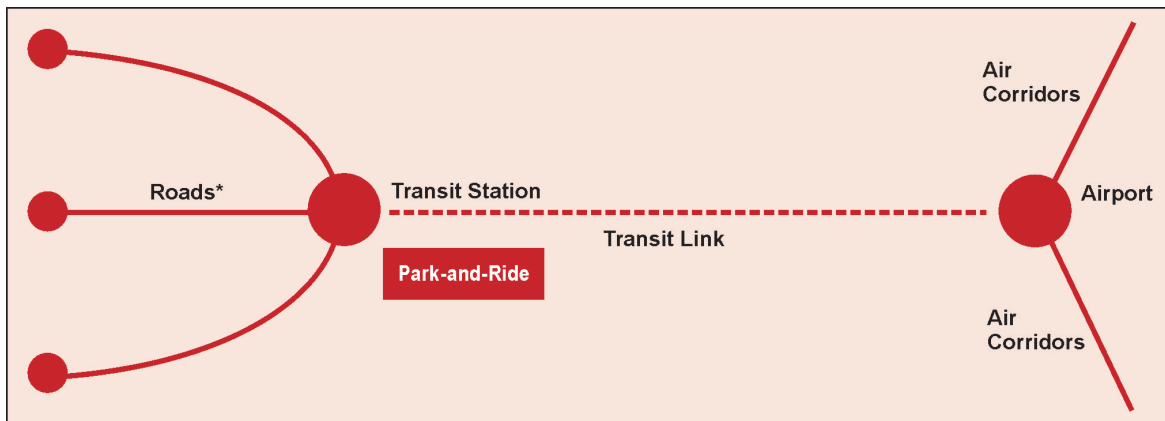 Air
Corridors
Roads*
Transit Station
Airport
Transit Link
Park-and-Ride
Air
Corridors